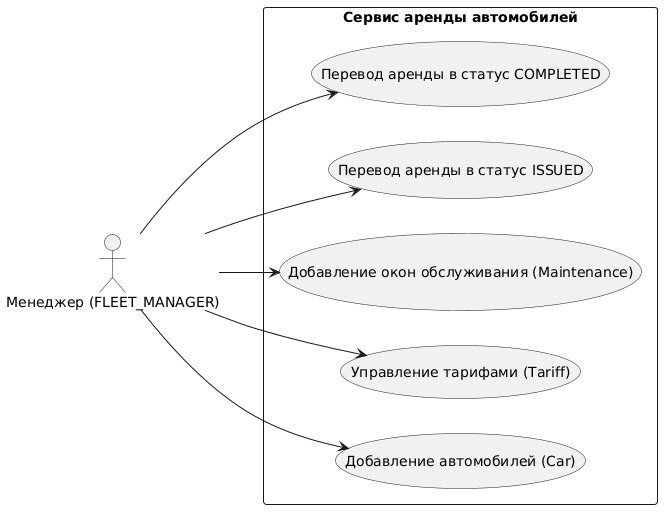 Сервис аренды автомобилей
Перевод аренды в статус COMPLETED
Перевод аренды в статус ISSUED
Добавление окон обслуживания (Maintenance)
Менеджер (FLEET_MANAGER)
Управление тарифами (Tariff)
Добавление автомобилей (Car)